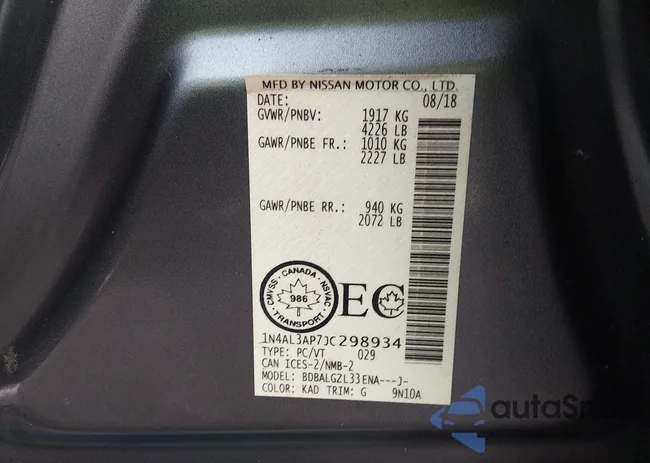 MFD BY NISSAN MOTOR CO., LTD.
DATE: 08/18
GVWR/PNBV: 1917 KG
4226 LB
GAWR/PNBE FR.: 1010 KG
2227 LB
GAWR/PNBE RR.: 940 KG
2072 LB
CMVSS · CANADA · NSVAC
986
TRANSPORT
EC
1N4AL3AP7JC298934
TYPE: PC/VT 029
CAN ICES-2/NMB-2
MODEL: BDBALGZL33ENA---J-
COLOR: KAD TRIM: G 9N10A